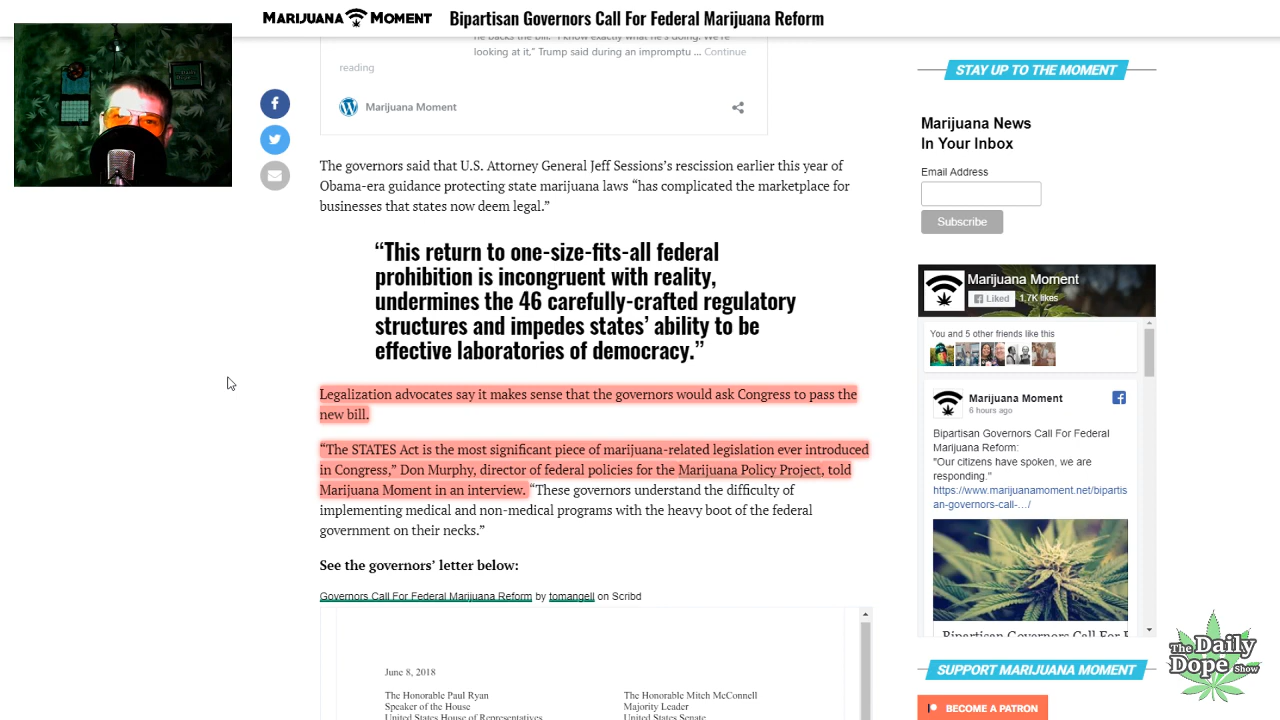 MARIJUANA MOMENT
Bipartisan Governors Call For Federal Marijuana Reform
he backs the bill. "I know exactly what he's doing. We're
looking at it," Trump said during an impromptu ... Continue
reading
Marijuana Moment
The governors said that U.S. Attorney General Jeff Sessions's rescission earlier this year of
Obama-era guidance protecting state marijuana laws “has complicated the marketplace for
businesses that states now deem legal.”
“This return to one-size-fits-all federal
prohibition is incongruent with reality,
undermines the 46 carefully-crafted regulatory
structures and impedes states’ ability to be
effective laboratories of democracy.”
Legalization advocates say it makes sense that the governors would ask Congress to pass the
new bill.
“The STATES Act is the most significant piece of marijuana-related legislation ever introduced
in Congress,” Don Murphy, director of federal policies for the Marijuana Policy Project, told
Marijuana Moment in an interview. “These governors understand the difficulty of
implementing medical and non-medical programs with the heavy boot of the federal
government on their necks.”
See the governors’ letter below:
Governors Call For Federal Marijuana Reform by tomangell on Scribd
June 8, 2018
The Honorable Paul Ryan
Speaker of the House
United States House of Representatives
The Honorable Mitch McConnell
Majority Leader
United States Senate
STAY UP TO THE MOMENT
Marijuana News
In Your Inbox
Email Address
Subscribe
Marijuana Moment
Liked
1.7K likes
You and 5 other friends like this
Marijuana Moment
6 hours ago
Bipartisan Governors Call For Federal
Marijuana Reform:
"Our citizens have spoken, we are
responding."
https://www.marijuanamoment.net/bipartis
an-governors-call-.../
Bipartisan Governors Call For F
SUPPORT MARIJUANA MOMENT
BECOME A PATRON
The Daily
Dope Show